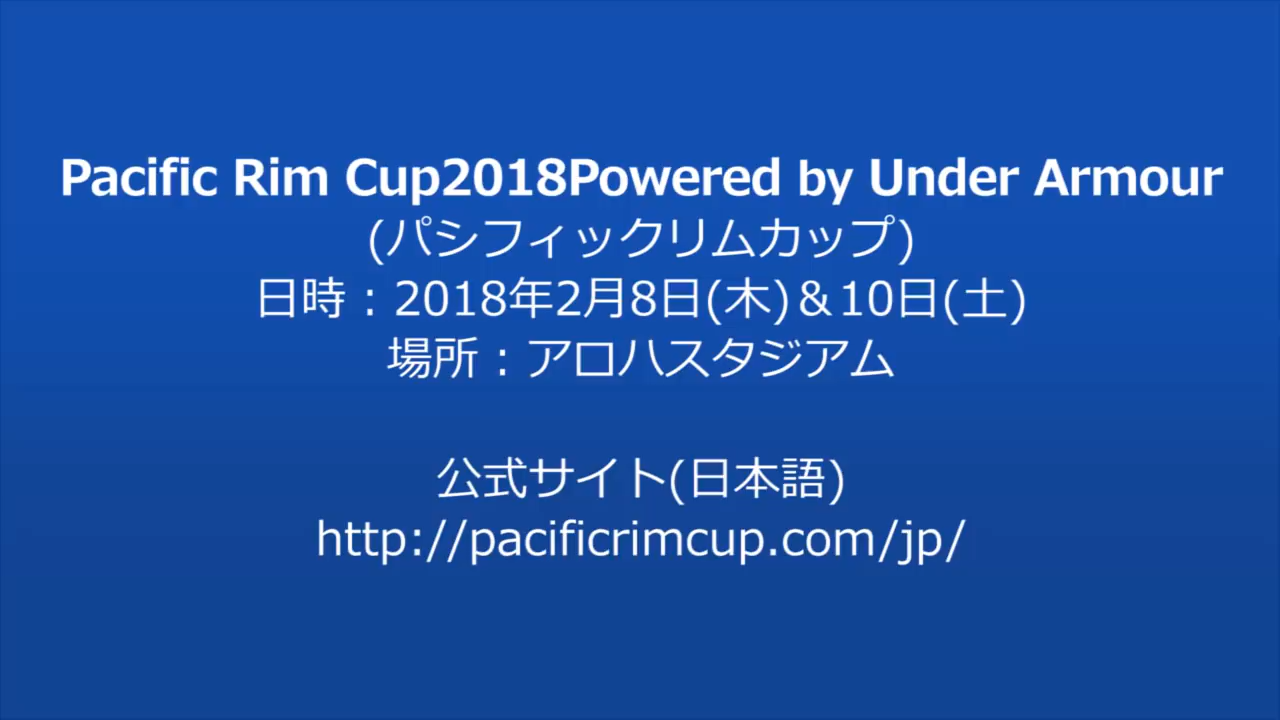 Pacific Rim Cup2018Powered by Under Armour
(パシフィックリムカップ)
日時：2018年2月8日(木)＆10日(土)
場所：アロハスタジアム
公式サイト(日本語)
http://pacificrimcup.com/jp/